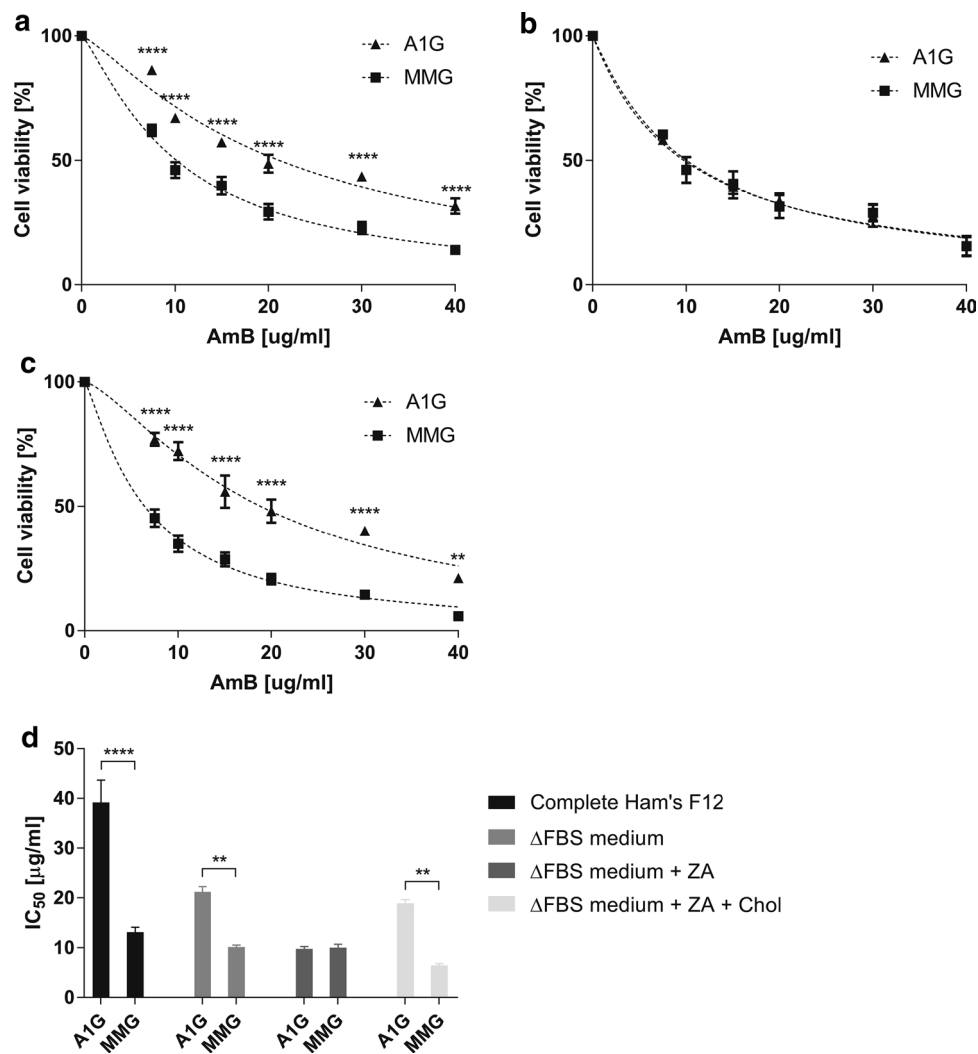 a
100
50
0
Cell viability [%]
****
****
****
****
****
****
A1G
MMG
0 10 20 30 40
AmB [ug/ml]
b
100
50
0
Cell viability [%]
A1G
MMG
0 10 20 30 40
AmB [ug/ml]
c
100
50
0
Cell viability [%]
****
****
****
****
****
**
A1G
MMG
0 10 20 30 40
AmB [ug/ml]
d
50
40
30
20
10
0
IC50 [µg/ml]
****
**
**
A1G MMG A1G MMG A1G MMG A1G MMG
Complete Ham's F12
ΔFBS medium
ΔFBS medium + ZA
ΔFBS medium + ZA + Chol